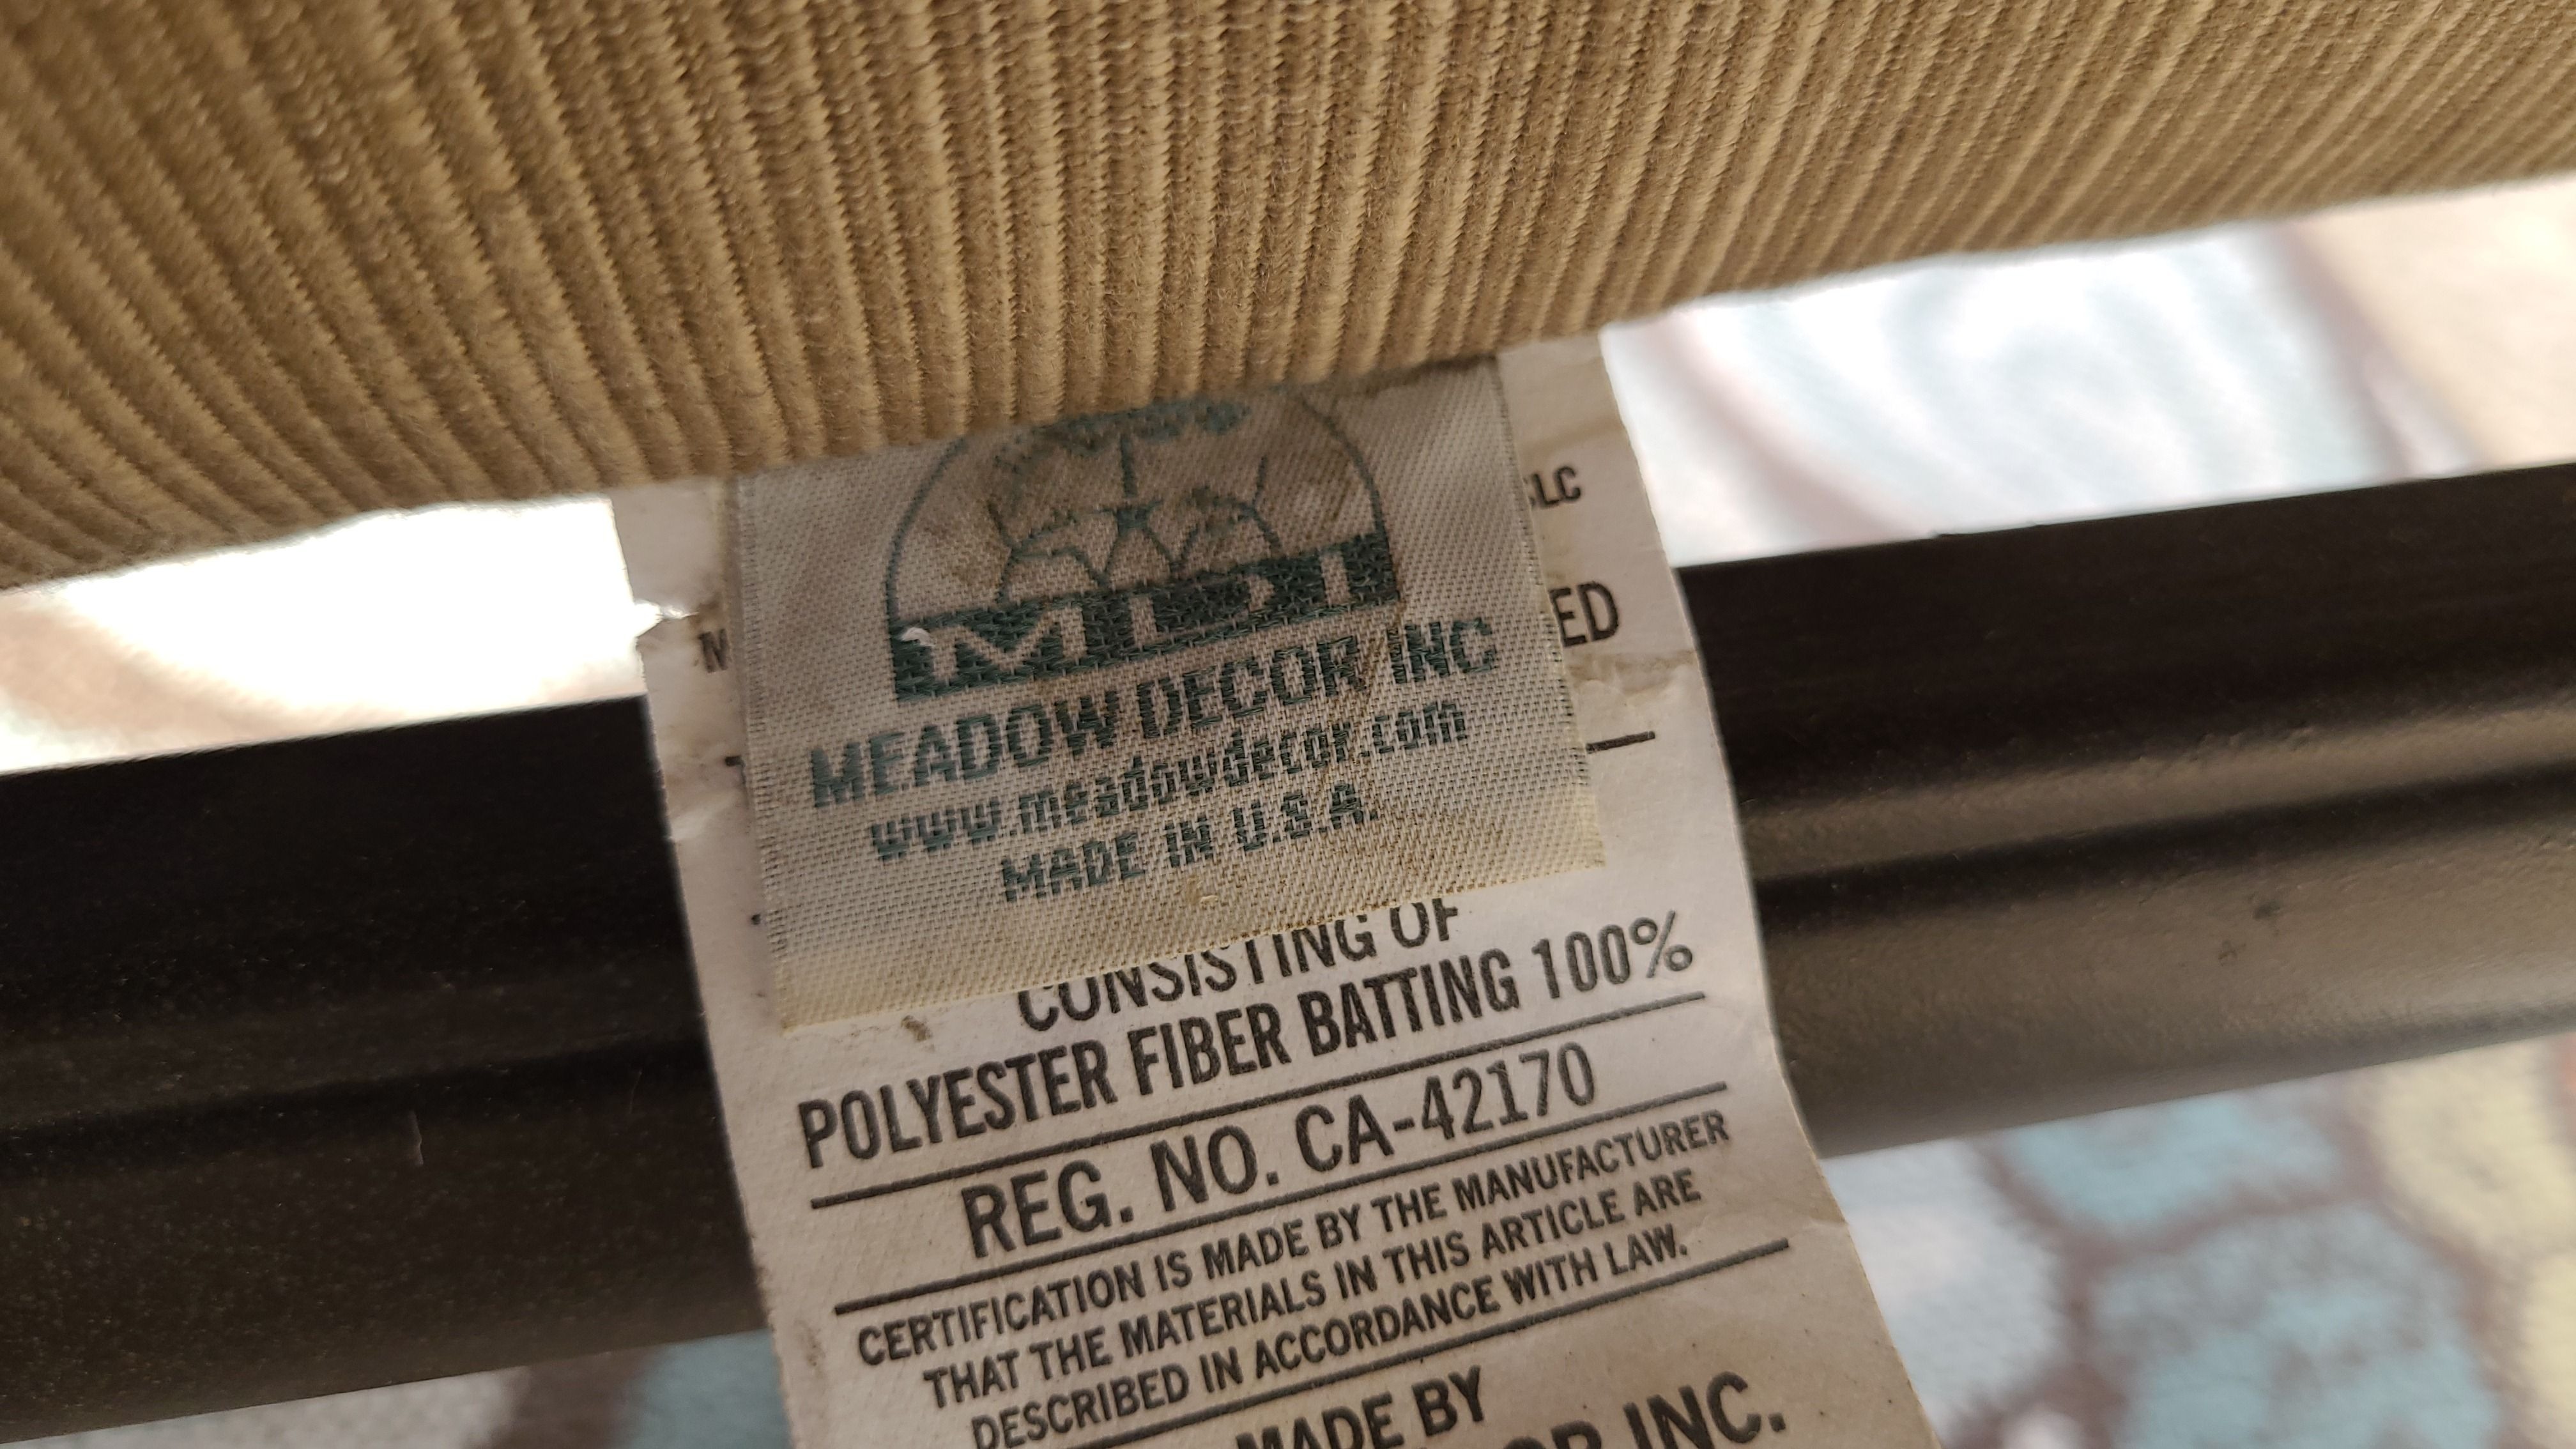 LC
ED
MDI
MEADOW DECOR INC
www.meadowdecor.com
MADE IN U.S.A.
CONSISTING OF
POLYESTER FIBER BATTING 100%
REG. NO. CA-42170
CERTIFICATION IS MADE BY THE MANUFACTURER
THAT THE MATERIALS IN THIS ARTICLE ARE
DESCRIBED IN ACCORDANCE WITH LAW.
MADE BY
OR INC.